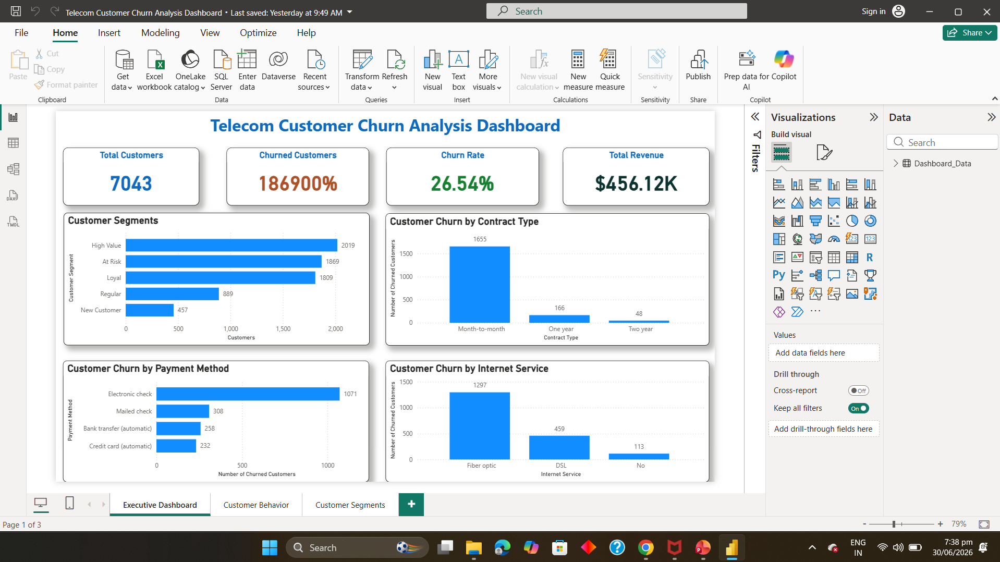 Telecom Customer Churn Analysis Dashboard • Last saved: Yesterday at 9:49 AM
Search
Sign in
File
Home
Insert
Modeling
View
Optimize
Help
Share
Paste
Cut
Copy
Format painter
Clipboard
Get data
Excel workbook
OneLake catalog
SQL Server
Enter data
Dataverse
Recent sources
Data
Transform data
Refresh
Queries
New visual
Text box
More visuals
Insert
New visual calculation
New measure
Quick measure
Calculations
Sensitivity
Sensitivity
Publish
Share
Prep data for AI
Copilot
Copilot
DAX
TMDL
Telecom Customer Churn Analysis Dashboard
Total Customers
7043
Churned Customers
186900%
Churn Rate
26.54%
Total Revenue
$456.12K
Customer Segments
Customer Segment
High Value
2019
At Risk
1869
Loyal
1809
Regular
889
New Customer
457
0
500
1,000
1,500
2,000
Customers
Customer Churn by Contract Type
Number of Churned Customers
1500
1000
500
0
1655
166
48
Month-to-month
One year
Two year
Contract Type
Customer Churn by Payment Method
Payment Method
Electronic check
1071
Mailed check
308
Bank transfer (automatic)
258
Credit card (automatic)
232
0
500
1000
Number of Churned Customers
Customer Churn by Internet Service
Number of Churned Customers
1500
1000
500
0
1297
459
113
Fiber optic
DSL
No
Internet Service
Filters
Visualizations
Build visual
123
123
R
Py
Values
Add data fields here
Drill through
Cross-report
Off
Keep all filters
On
Add drill-through fields here
Data
Search
Dashboard_Data
Executive Dashboard
Customer Behavior
Customer Segments
Page 1 of 3
79%
Search
ENG
IN
7:38 pm
30/06/2026